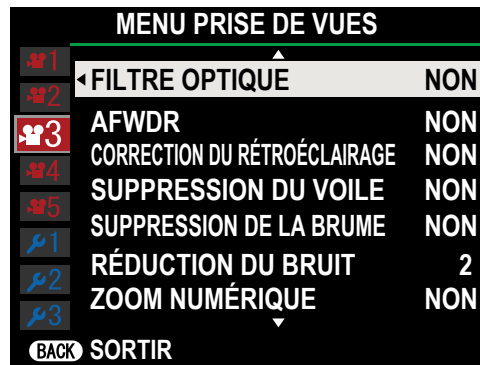 MENU PRISE DE VUES
1
2
3
4
5
1
2
3
FILTRE OPTIQUE NON
AFWDR NON
CORRECTION DU RÉTROÉCLAIRAGE NON
SUPPRESSION DU VOILE NON
SUPPRESSION DE LA BRUME NON
RÉDUCTION DU BRUIT 2
ZOOM NUMÉRIQUE NON
BACK SORTIR